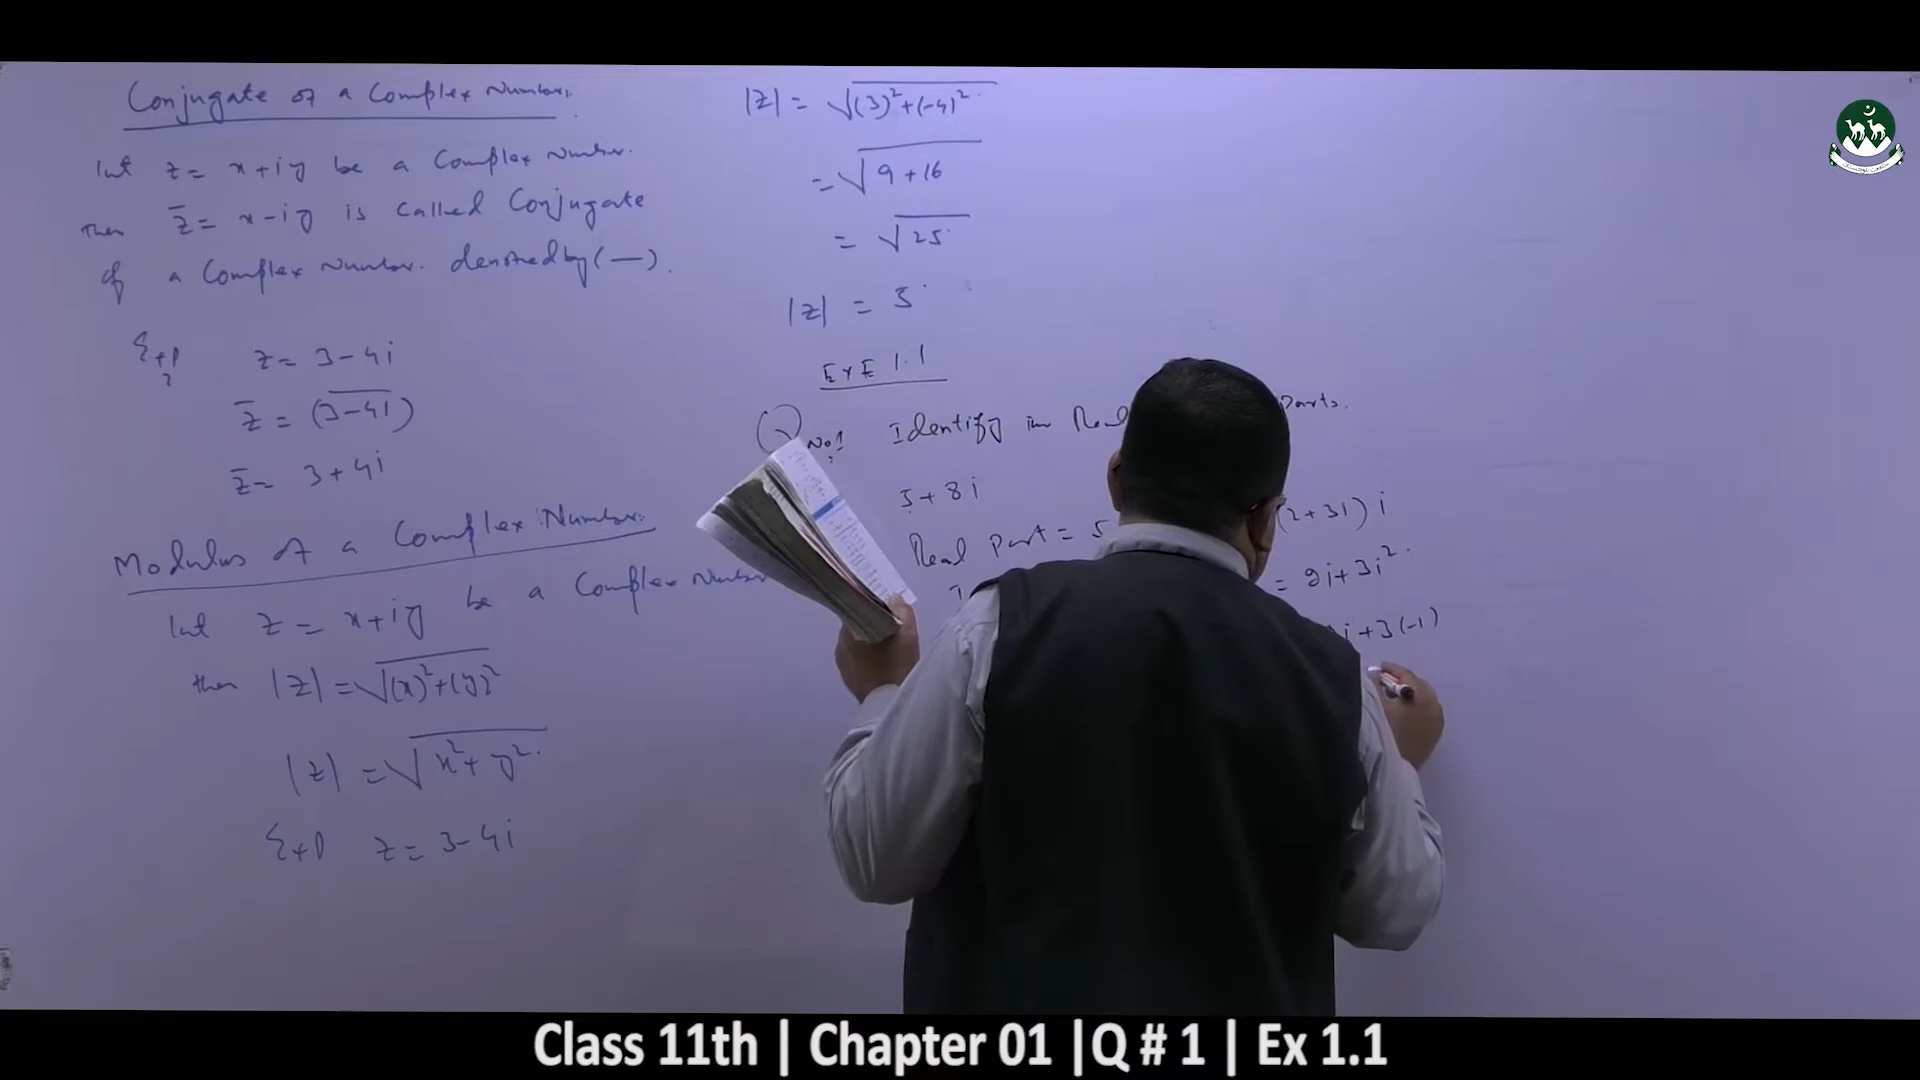 Conjugate of a Complex Number:
Let z = x+iy be a Complex Number.
Then z̅ = x-iy is called Conjugate
of a Complex Number. denoted by (—).
Exp z = 3-4i
z̅ = (3-4i)̅
z̅ = 3+4i
Modulus of a Complex Number:
Let z = x+iy be a Complex Number
then |z| = √(x)²+(y)²
|z| = √x²+y².
Exp z = 3-4i
|z| = √(3)²+(-4)²
= √9+16
= √25
|z| = 5
EXE 1.1
Q No1 Identify the Real Parts.
5+8i
Real Part = 5
(2+3i)i
= 2i+3i².
i+3(-1)
Class 11th | Chapter 01 |Q # 1 | Ex 1.1